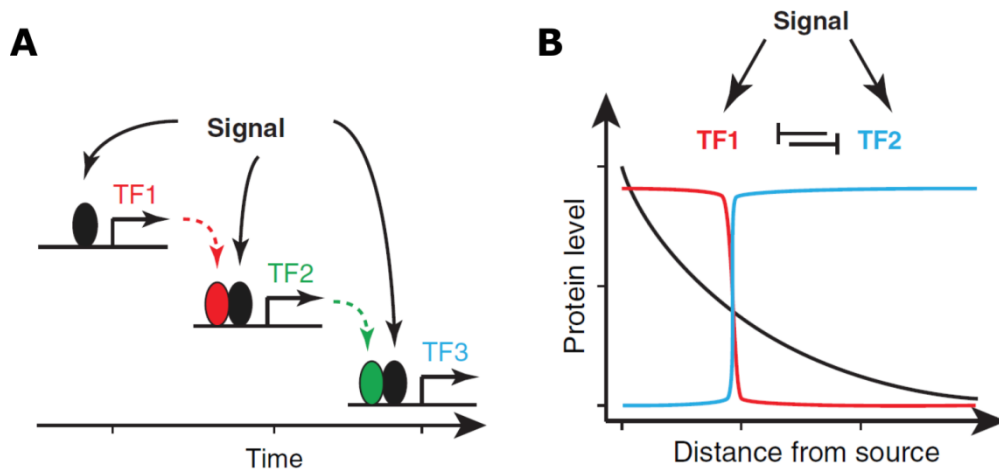 A
Signal
TF1
TF2
TF3
Time
B
Signal
TF1
TF2
Protein level
Distance from source